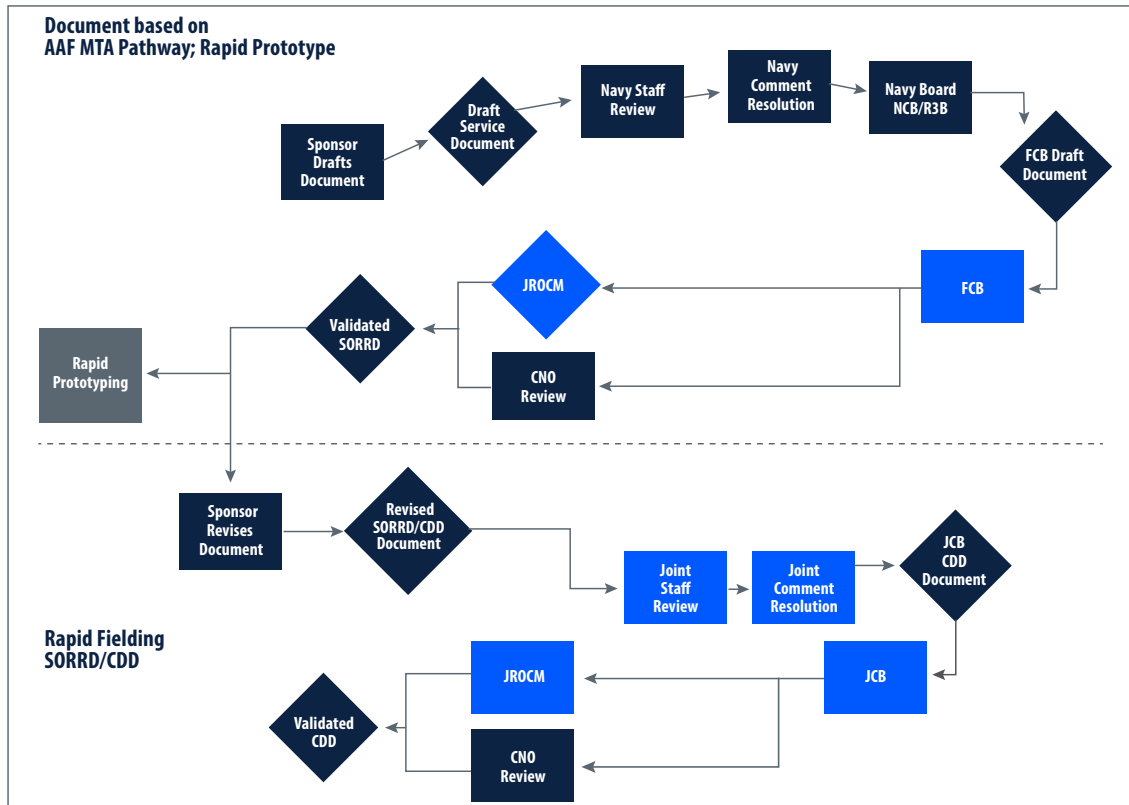 Document based on
AAF MTA Pathway; Rapid Prototype
Sponsor
Drafts
Document
Draft
Service
Document
Navy Staff
Review
Navy
Comment
Resolution
Navy Board
NCB/R3B
FCB Draft
Document
FCB
JROCM
CNO
Review
Validated
SORRD
Rapid
Prototyping
Sponsor
Revises
Document
Revised
SORRD/CDD
Document
Joint
Staff
Review
Joint
Comment
Resolution
JCB
CDD
Document
Rapid Fielding
SORRD/CDD
JCB
JROCM
CNO
Review
Validated
CDD